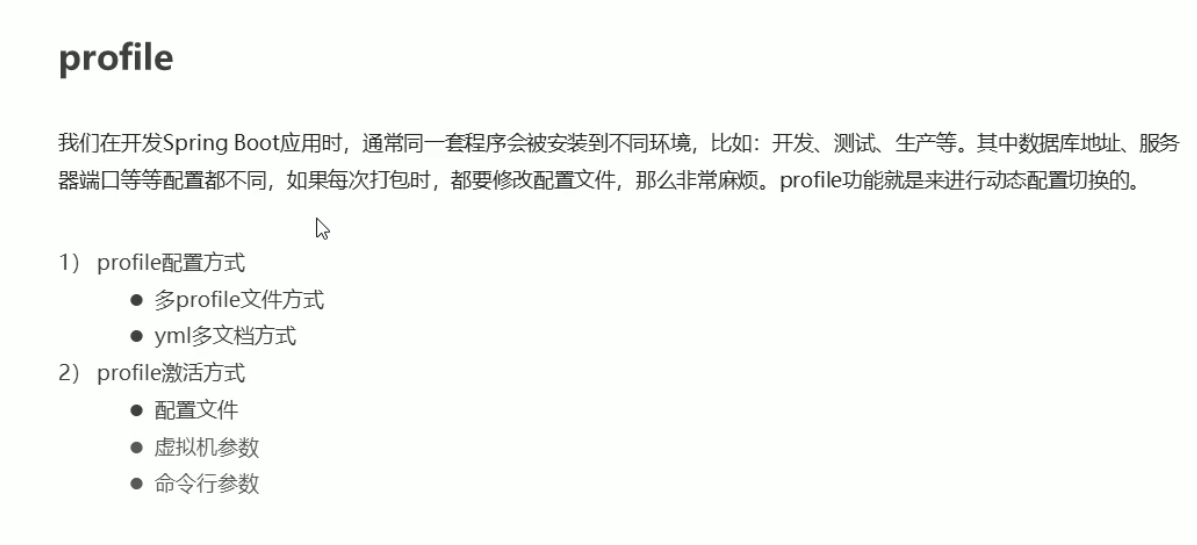 profile
我们在开发Spring Boot应用时，通常同一套程序会被安装到不同环境，比如：开发、测试、生产等。其中数据库地址、服务
器端口等等配置都不同，如果每次打包时，都要修改配置文件，那么非常麻烦。profile功能就是来进行动态配置切换的。
1） profile配置方式
● 多profile文件方式
● yml多文档方式
2） profile激活方式
● 配置文件
● 虚拟机参数
● 命令行参数